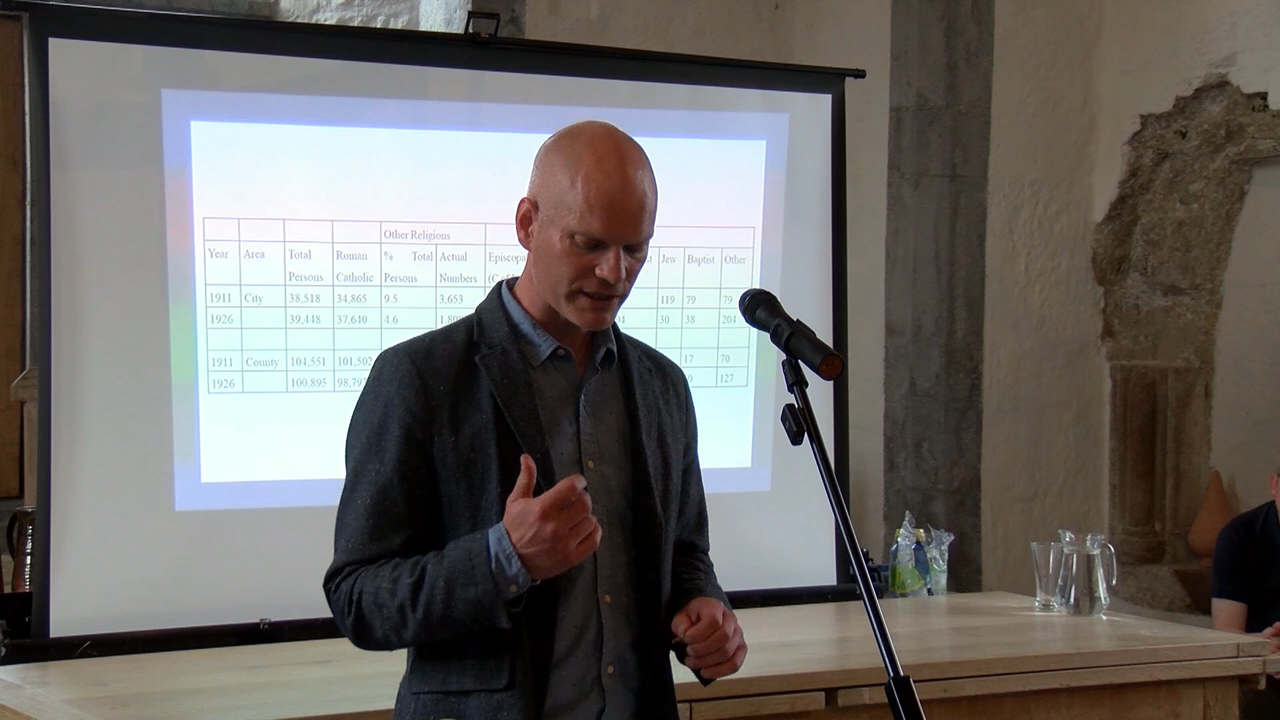 Other Religions
Year Area Total Roman % Total Actual Jew Baptist Other
Persons Catholic Persons Numbers
1911 City 38,518 34,865 9.5 3,653 119 79 79
1926 39,448 37,640 4.6 30 38 204
1911 County 104,551 101,502 17 70
1926 100,895 127